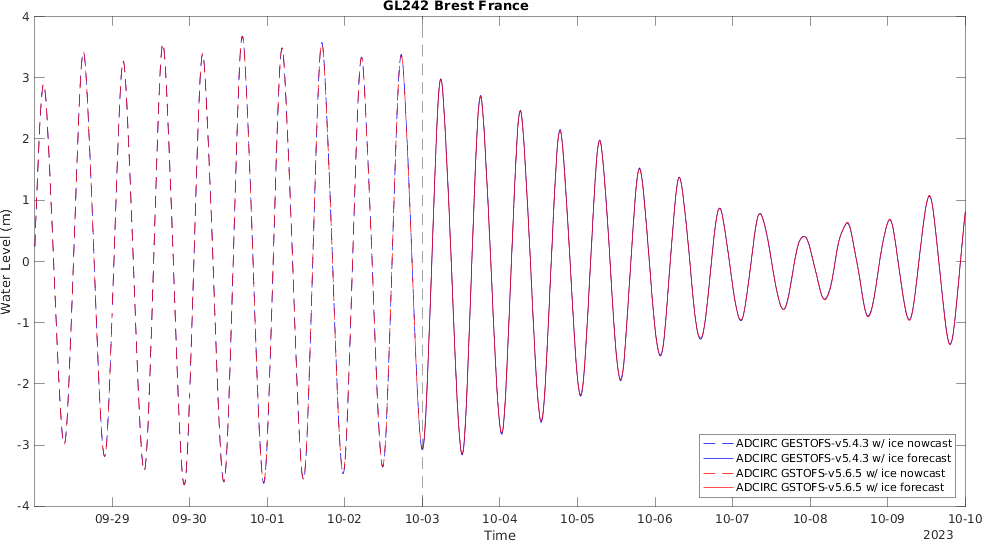 GL242 Brest France
4
3
2
1
0
-1
-2
-3
-4
Water Level (m)
ADCIRC GESTOFS-v5.4.3 w/ ice nowcast
ADCIRC GESTOFS-v5.4.3 w/ ice forecast
ADCIRC GSTOFS-v5.6.5 w/ ice nowcast
ADCIRC GSTOFS-v5.6.5 w/ ice forecast
09-29 09-30 10-01 10-02 10-03 10-04 10-05 10-06 10-07 10-08 10-09 10-10
Time
2023